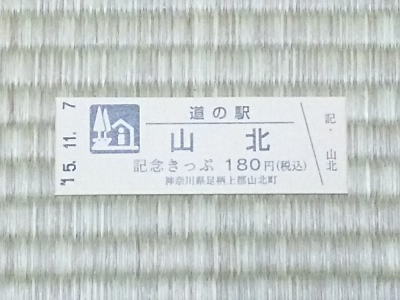 '15.11. 7
道の駅
山北
記念きっぷ 180円(税込)
神奈川県足柄上郡山北町
記・山北